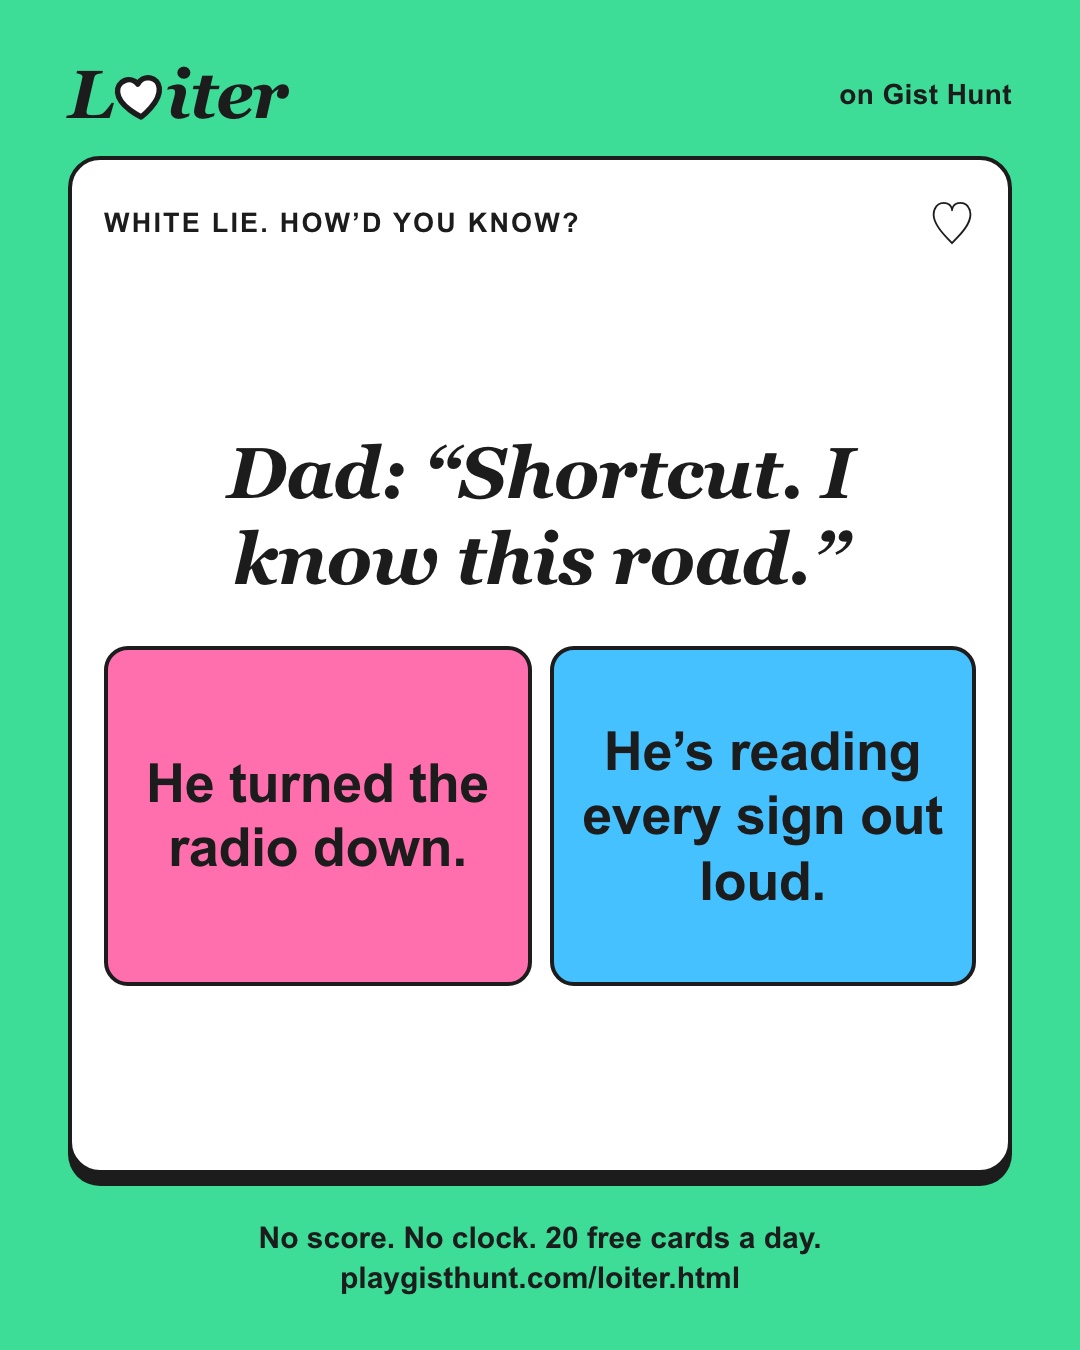 Loiter
on Gist Hunt
WHITE LIE. HOW’D YOU KNOW?
Dad: “Shortcut. I
know this road.”
He turned the
radio down.
He’s reading
every sign out
loud.
No score. No clock. 20 free cards a day.
playgisthunt.com/loiter.html